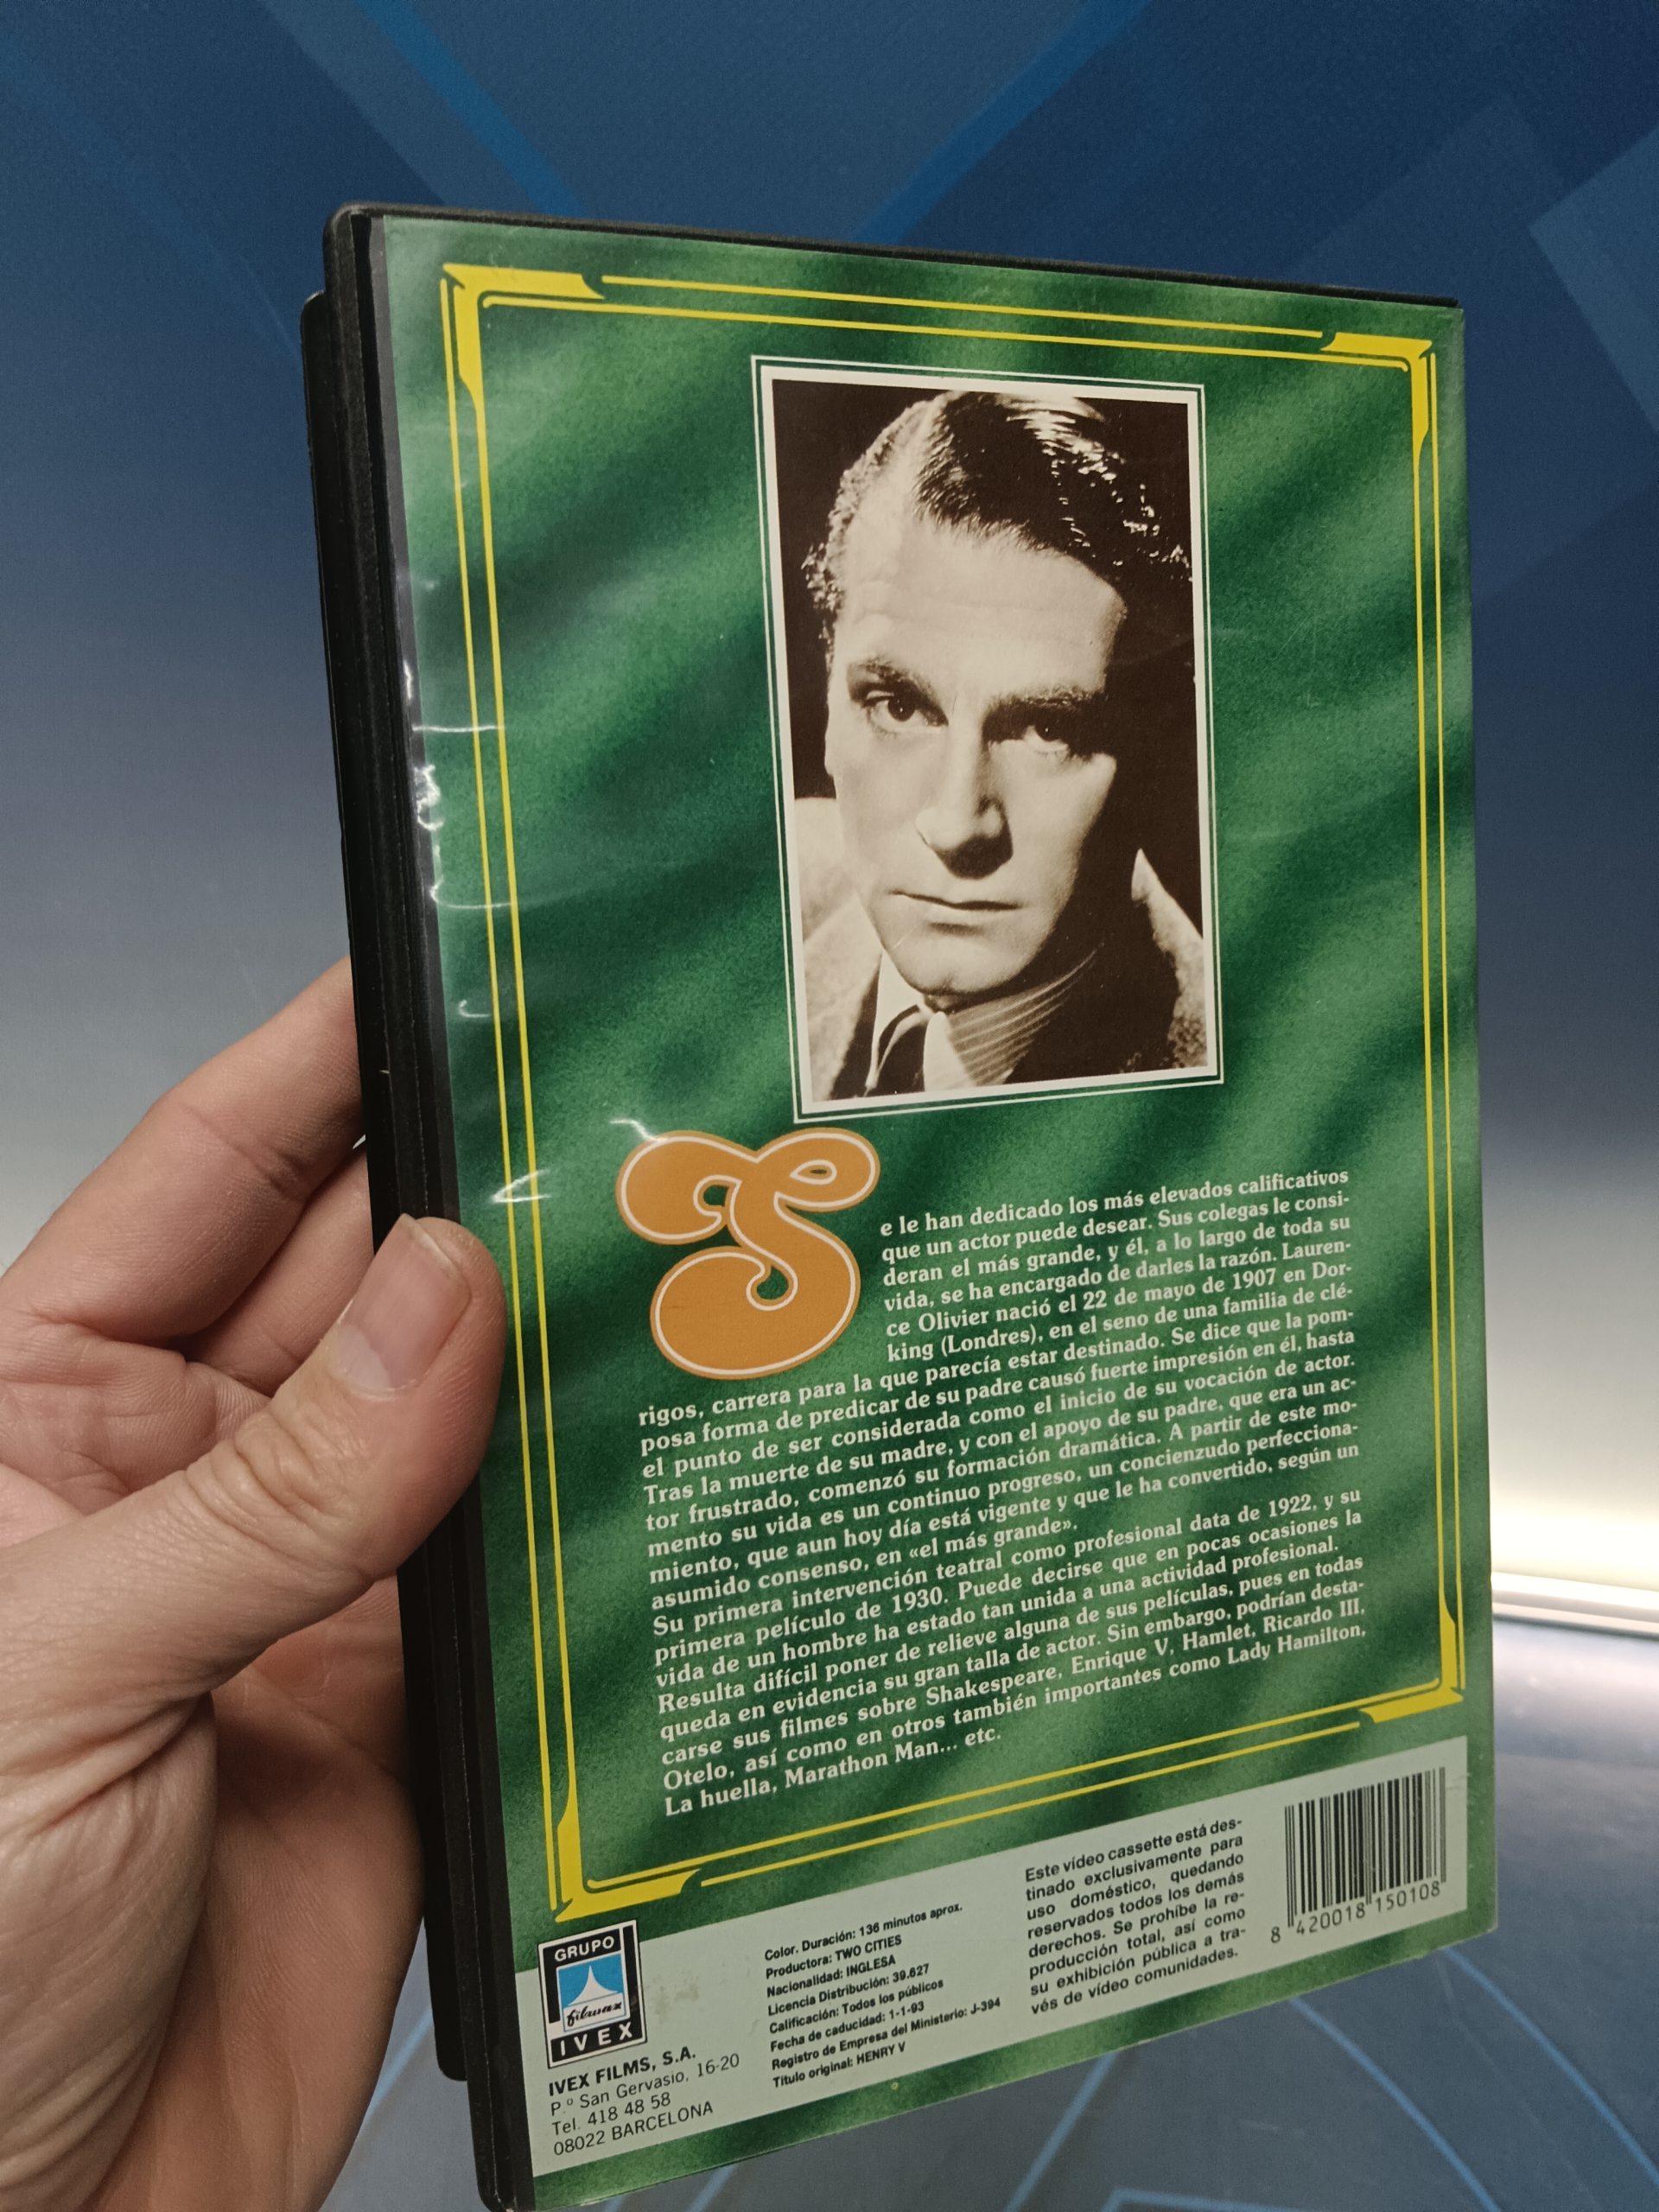 Se le han dedicado los más elevados calificativos
que un actor puede desear. Sus colegas le consi-
deran el más grande, y él, a lo largo de toda su
vida, se ha encargado de darles la razón. Lauren-
ce Olivier nació el 22 de mayo de 1907 en Dor-
king (Londres), en el seno de una familia de clé-
rigos, carrera para la que parecía estar destinado. Se dice que la pom-
posa forma de predicar de su padre causó fuerte impresión en él, hasta
el punto de ser considerada como el inicio de su vocación de actor.
Tras la muerte de su madre, y con el apoyo de su padre, que era un ac-
tor frustrado, comenzó su formación dramática. A partir de este mo-
mento su vida es un continuo progreso, un concienzudo perfecciona-
miento, que aun hoy día está vigente y que le ha convertido, según un
asumido consenso, en «el más grande».
Su primera intervención teatral como profesional data de 1922, y su
primera películo de 1930. Puede decirse que en pocas ocasiones la
vida de un hombre ha estado tan unida a una actividad profesional.
Resulta difícil poner de relieve alguna de sus películas, pues en todas
queda en evidencia su gran talla de actor. Sin embargo, podrían desta-
carse sus filmes sobre Shakespeare, Enrique V, Hamlet, Ricardo III,
Otelo, así como en otros también importantes como Lady Hamilton,
La huella, Marathon Man... etc.
GRUPO
filmax
IVEX
IVEX FILMS, S.A.
P.º San Gervasio, 16-20
Tel. 418 48 58
08022 BARCELONA
Color. Duración: 136 minutos aprox.
Productora: TWO CITIES
Nacionalidad: INGLESA
Licencia Distribución: 39.627
Calificación: Todos los públicos
Fecha de caducidad: 1-1-93
Registro de Empresa del Ministerio: J-394
Título original: HENRY V
Este vídeo cassette está des-
tinado exclusivamente para
uso doméstico, quedando
reservados todos los demás
derechos. Se prohíbe la re-
producción total, así como
su exhibición pública a tra-
vés de vídeo comunidades.
8 420018 150108